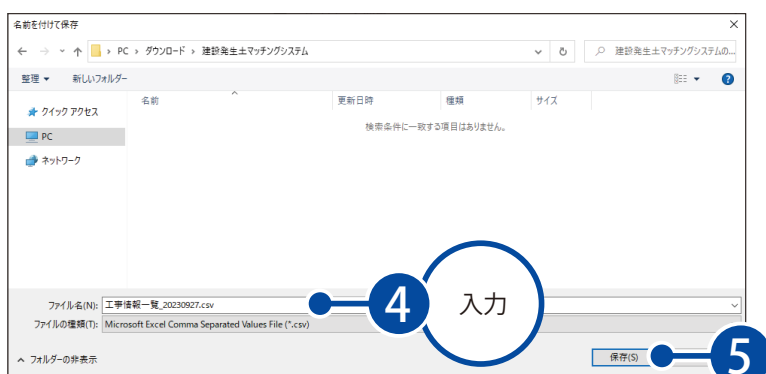 名前を付けて保存
PC › ダウンロード › 建設発生土マッチングシステム
建設発生土マッチングシステムの...
整理 新しいフォルダー
名前 更新日時 種類 サイズ
クイック アクセス
検索条件に一致する項目はありません。
PC
ネットワーク
4 入力
ファイル名(N): 工事情報一覧_20230927.csv
ファイルの種類(T): Microsoft Excel Comma Separated Values File (*.csv)
フォルダーの非表示
保存(S) 5